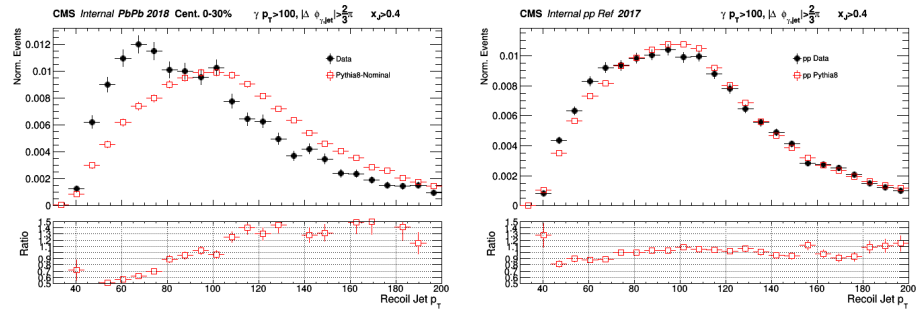 CMS Internal PbPb 2018 Cent. 0-30% γ pT>100, |Δ ϕγ,jet|>2/3π xJ>0.4
Norm. Events
0.012
0.01
0.008
0.006
0.004
0.002
0
Data
Pythia8-Nominal
Ratio
1.5
1.4
1.3
1.2
1.1
1
0.9
0.8
0.7
0.6
0.5
40 60 80 100 120 140 160 180 200
Recoil Jet pT
CMS Internal pp Ref 2017 γ pT>100, |Δ ϕγ,jet|>2/3π xJ>0.4
Norm. Events
0.01
0.008
0.006
0.004
0.002
pp Data
pp Pythia8
Ratio
1.5
1.4
1.3
1.2
1
0.9
0.8
0.7
0.6
0.5
40 60 80 100 120 140 160 180 200
Recoil Jet pT